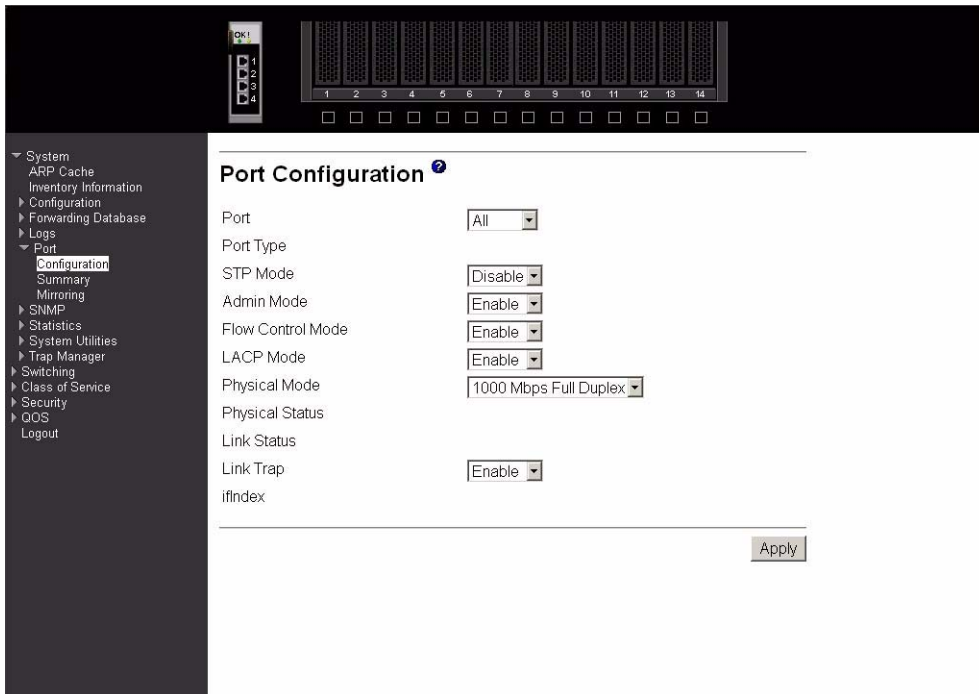 OK!
1
2
3
4
1 2 3 4 5 6 7 8 9 10 11 12 13 14
System
ARP Cache
Inventory Information
Configuration
Forwarding Database
Logs
Port
Configuration
Summary
Mirroring
SNMP
Statistics
System Utilities
Trap Manager
Switching
Class of Service
Security
QOS
Logout
Port Configuration ?
Port All
Port Type
STP Mode Disable
Admin Mode Enable
Flow Control Mode Enable
LACP Mode Enable
Physical Mode 1000 Mbps Full Duplex
Physical Status
Link Status
Link Trap Enable
ifIndex
Apply